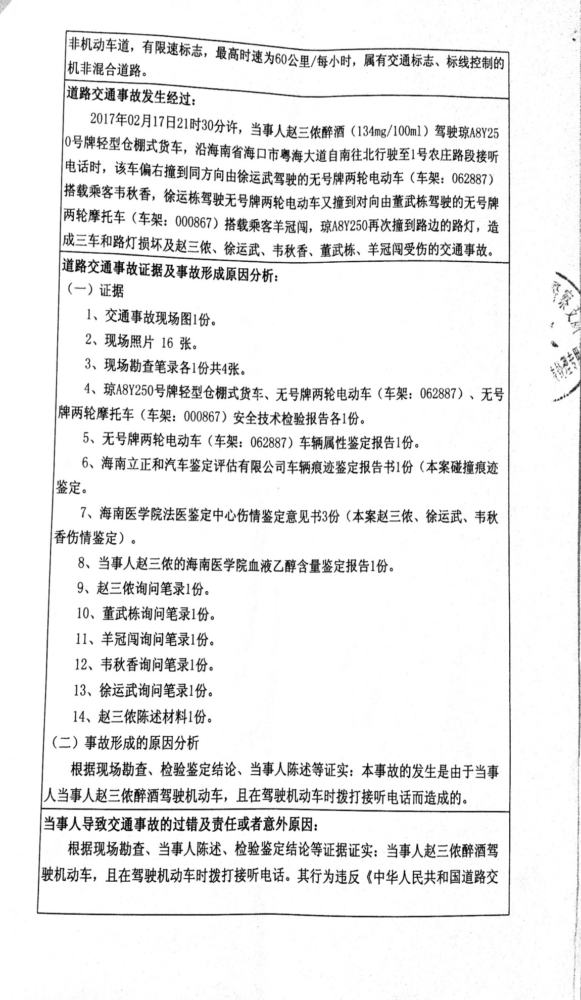 非机动车道，有限速标志，最高时速为60公里/每小时，属有交通标志、标线控制的
机非混合道路。
道路交通事故发生经过：
2017年02月17日21时30分许，当事人赵三侬醉酒（134mg/100ml）驾驶琼A8Y25
0号牌轻型仓棚式货车，沿海南省海口市粤海大道自南往北行驶至1号农庄路段接听
电话时，该车偏右撞到同方向由徐运武驾驶的无号牌两轮电动车（车架：062887）
搭载乘客韦秋香，徐运栋驾驶无号牌两轮电动车又撞到对向由董武栋驾驶的无号牌
两轮摩托车（车架：000867）搭载乘客羊冠闯，琼A8Y250再次撞到路边的路灯，造
成三车和路灯损坏及赵三侬、徐运武、韦秋香、董武栋、羊冠闯受伤的交通事故。
道路交通事故证据及事故形成原因分析：
（一）证据
1、交通事故现场图1份。
2、现场照片 16 张。
3、现场勘查笔录各1份共4张。
4、琼A8Y250号牌轻型仓棚式货车、无号牌两轮电动车（车架：062887）、无号
牌两轮摩托车（车架：000867）安全技术检验报告各1份。
5、无号牌两轮电动车（车架：062887）车辆属性鉴定报告1份。
6、海南立正和汽车鉴定评估有限公司车辆痕迹鉴定报告书1份（本案碰撞痕迹
鉴定。
7、海南医学院法医鉴定中心伤情鉴定意见书3份（本案赵三侬、徐运武、韦秋
香伤情鉴定）。
8、当事人赵三侬的海南医学院血液乙醇含量鉴定报告1份。
9、赵三侬询问笔录1份。
10、董武栋询问笔录1份。
11、羊冠闯询问笔录1份。
12、韦秋香询问笔录1份。
13、徐运武询问笔录1份。
14、赵三侬陈述材料1份。
（二）事故形成的原因分析
根据现场勘查、检验鉴定结论、当事人陈述等证实：本事故的发生是由于当事
人当事人赵三侬醉酒驾驶机动车，且在驾驶机动车时拨打接听电话而造成的。
当事人导致交通事故的过错及责任或者意外原因：
根据现场勘查、当事人陈述、检验鉴定结论等证据证实：当事人赵三侬醉酒驾
驶机动车，且在驾驶机动车时拨打接听电话。其行为违反《中华人民共和国道路交
警察支